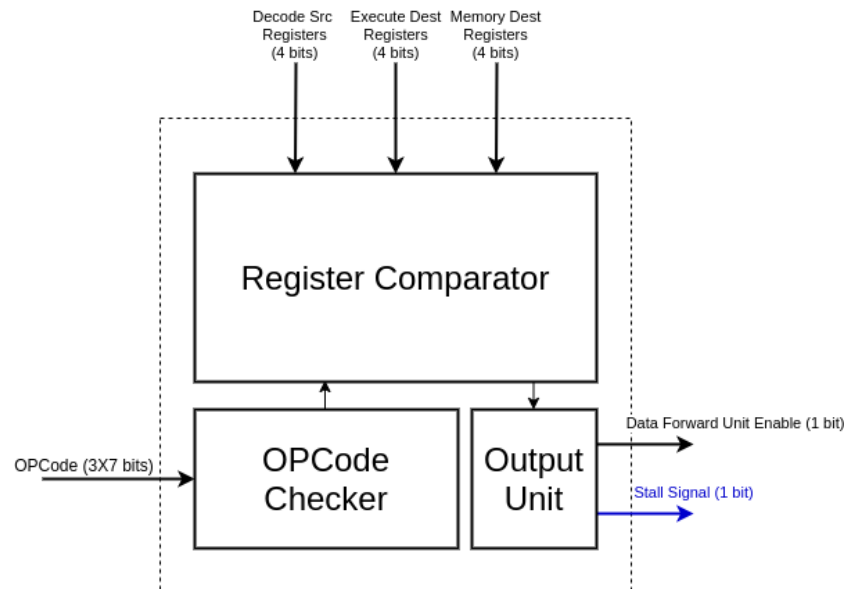 Decode Src
Registers
(4 bits)
Execute Dest
Registers
(4 bits)
Memory Dest
Registers
(4 bits)
Register Comparator
OPCode (3X7 bits)
OPCode
Checker
Output
Unit
Data Forward Unit Enable (1 bit)
Stall Signal (1 bit)